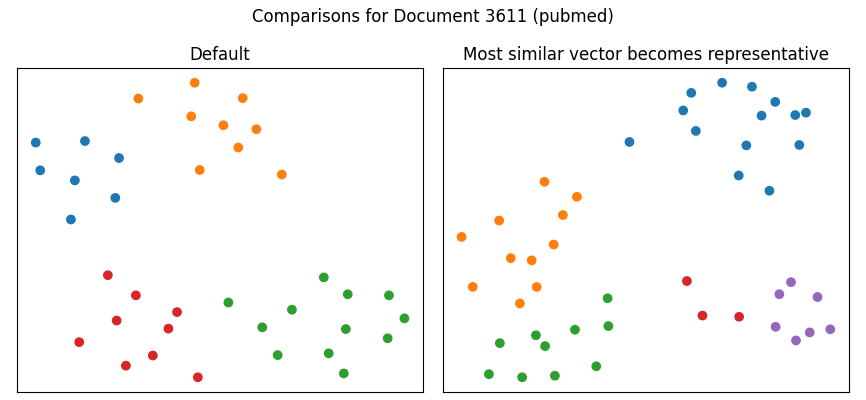 Comparisons for Document 3611 (pubmed)
Default
Most similar vector becomes representative